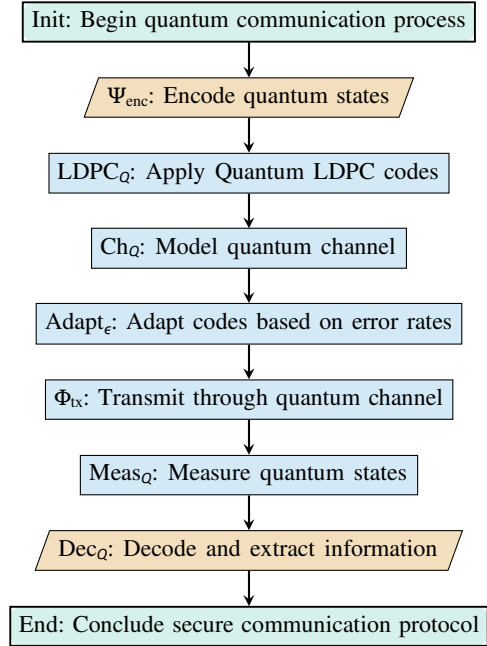 Init: Begin quantum communication process
Ψenc: Encode quantum states
LDPCQ: Apply Quantum LDPC codes
ChQ: Model quantum channel
Adaptϵ: Adapt codes based on error rates
Φtx: Transmit through quantum channel
MeasQ: Measure quantum states
DecQ: Decode and extract information
End: Conclude secure communication protocol